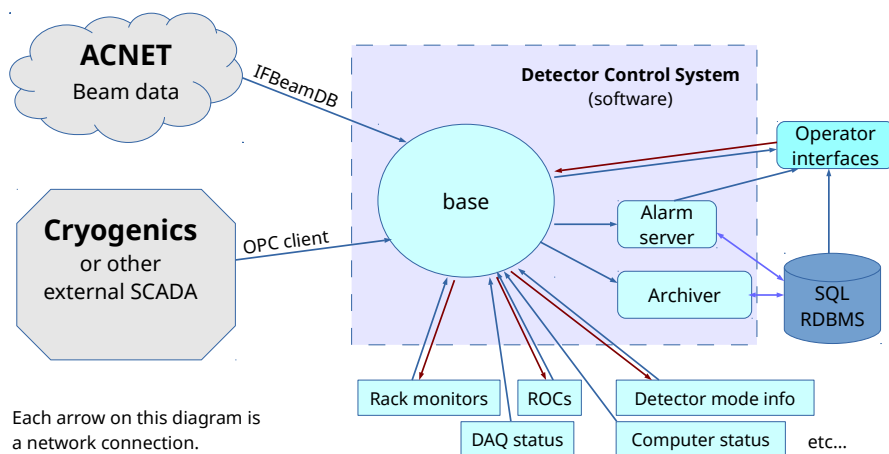 ACNET
Beam data
IFBeamDB
Detector Control System
(software)
Operator
interfaces
base
Alarm
server
Cryogenics
or other
external SCADA
OPC client
Archiver
SQL
RDBMS
Rack monitors
ROCs
Detector mode info
DAQ status
Computer status
etc...
Each arrow on this diagram is
a network connection.